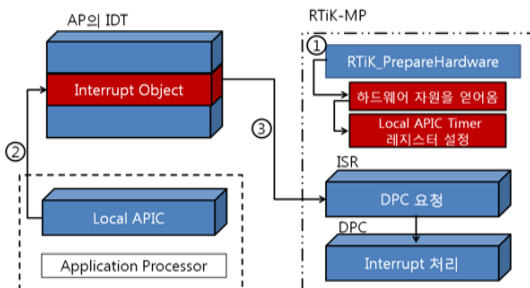 AP의 IDT
Interrupt Object
②
Local APIC
Application Processor
③
RTiK-MP
①
RTiK_PrepareHardware
하드웨어 자원을 얻어옴
Local APIC Timer
레지스터 설정
ISR
DPC 요청
DPC
Interrupt 처리